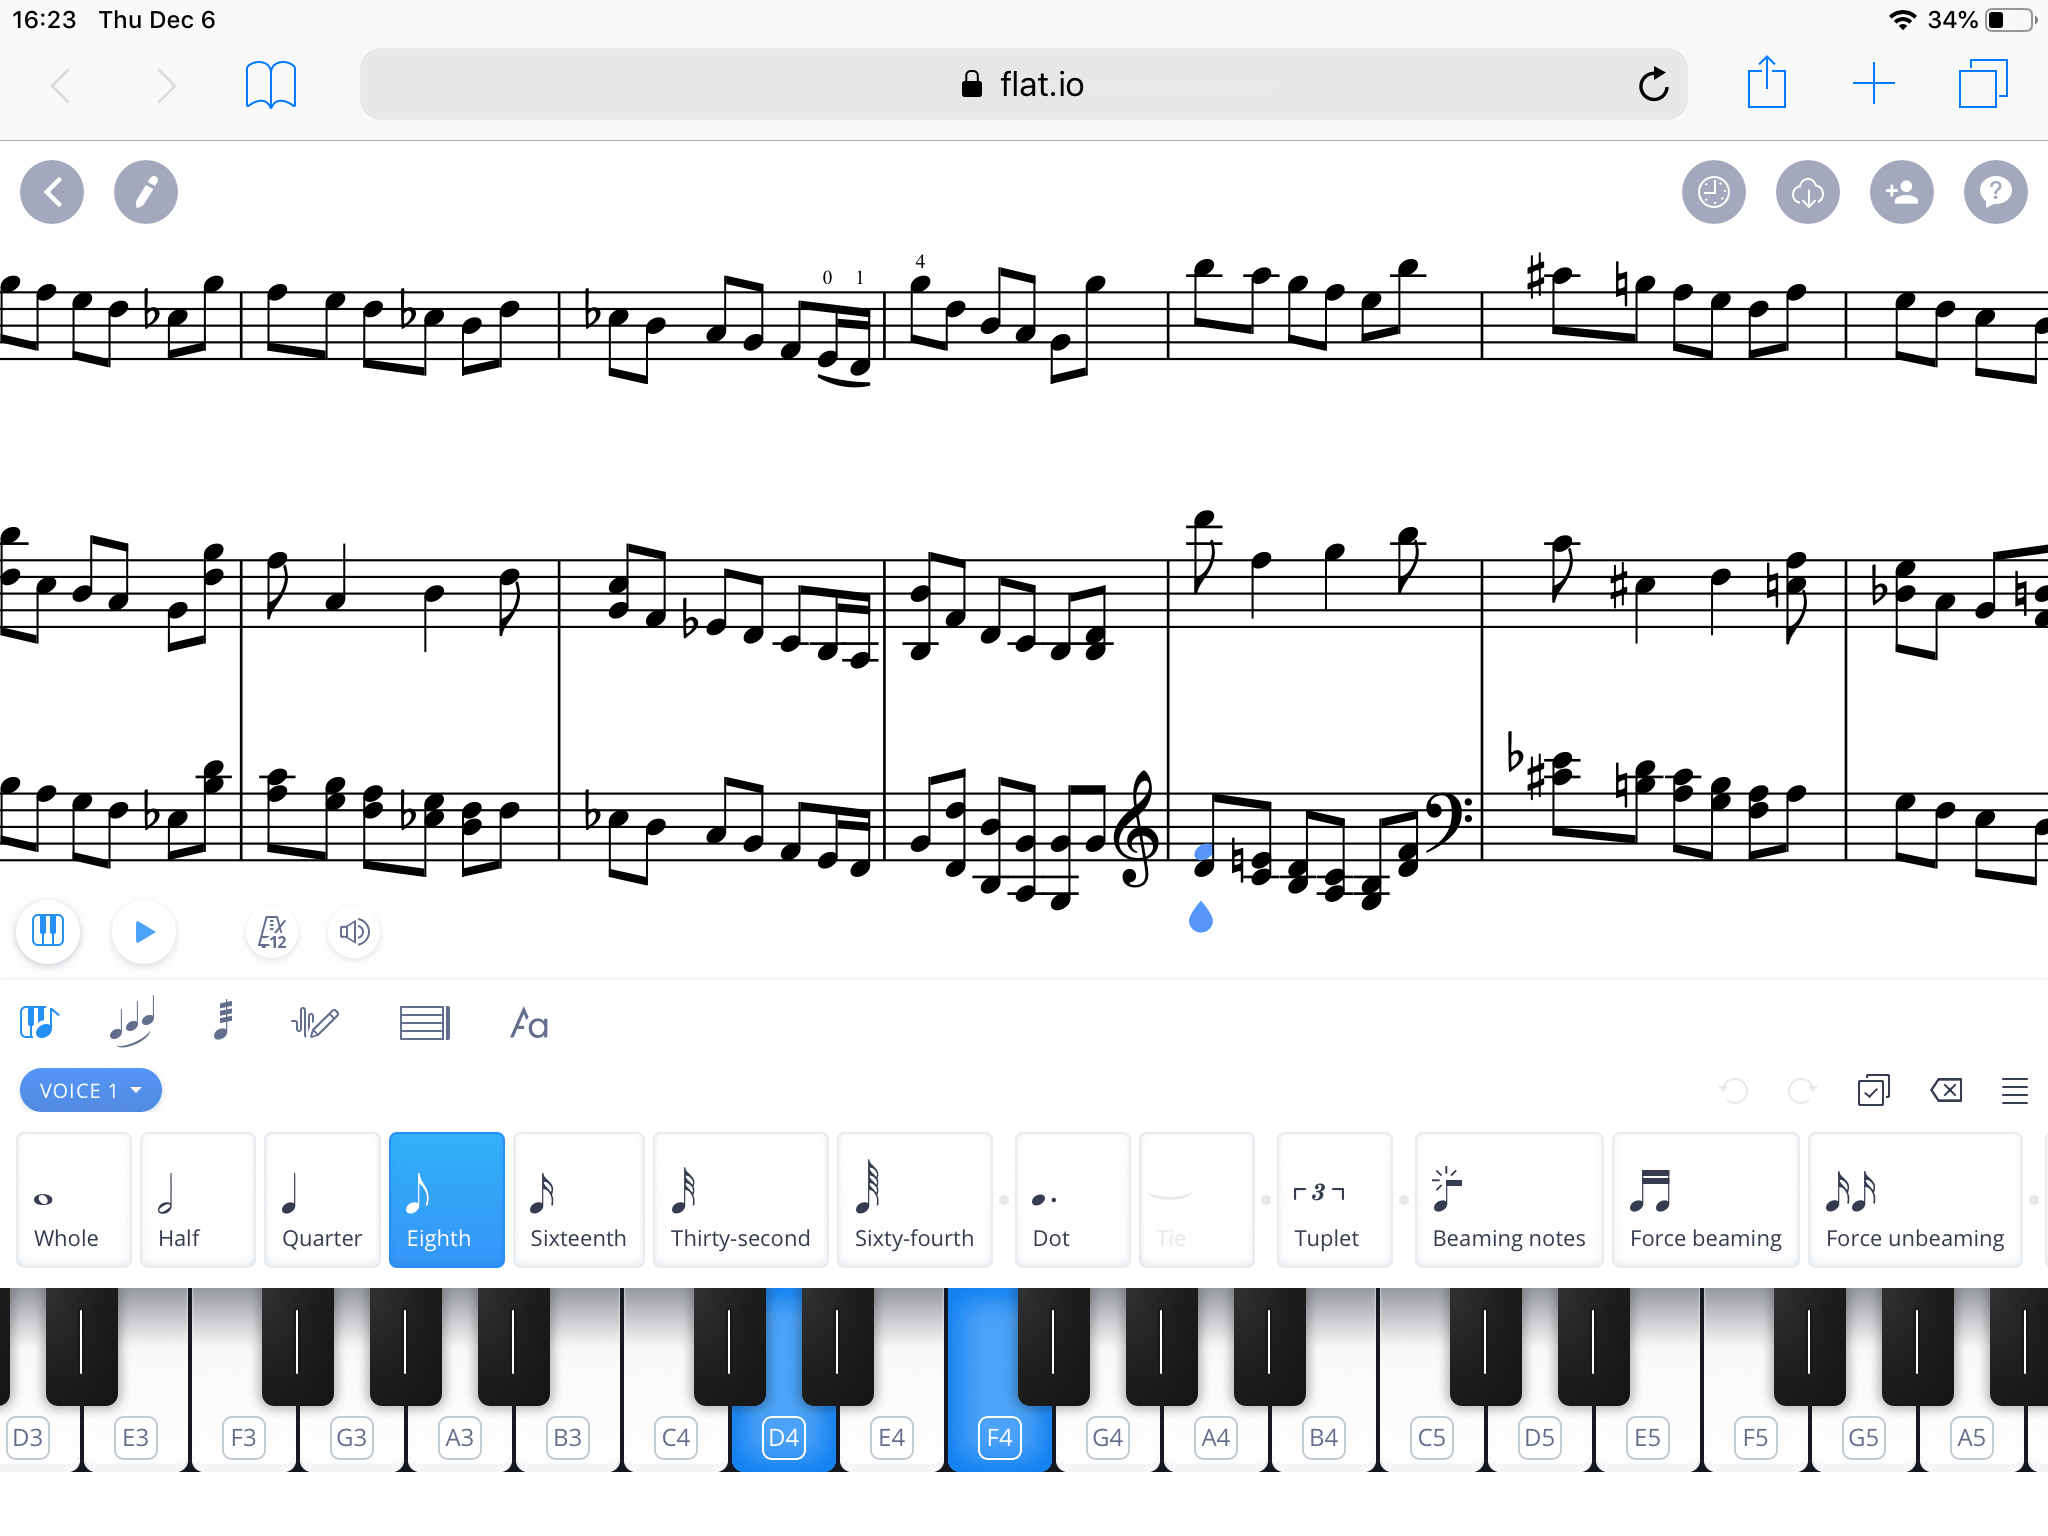 16:23 Thu Dec 6 34%
flat.io
0 1 4
-12
Aa
VOICE 1
3
Whole Half Quarter Eighth Sixteenth Thirty-second Sixty-fourth Dot Tie Tuplet Beaming notes Force beaming Force unbeaming
D3 E3 F3 G3 A3 B3 C4 D4 E4 F4 G4 A4 B4 C5 D5 E5 F5 G5 A5